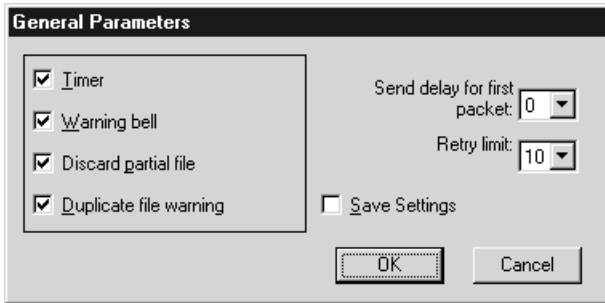 General Parameters
Timer
Warning bell
Discard partial file
Duplicate file warning
Send delay for first
packet: 0
Retry limit: 10
Save Settings
OK Cancel